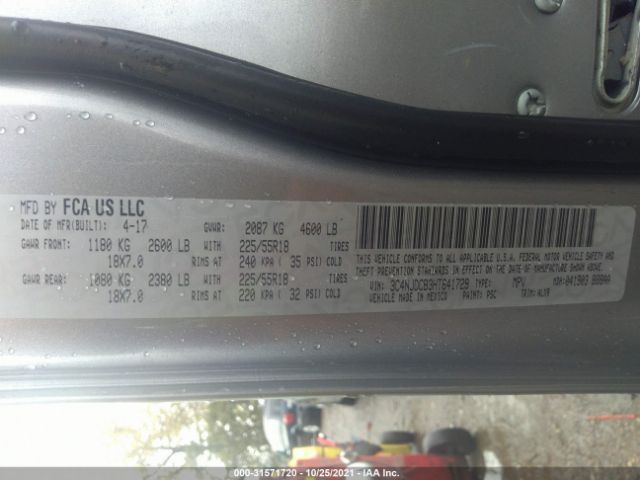 MFD BY FCA US LLC
DATE OF MFR(BUILT): 4-17 GVWR: 2087 KG 4600 LB
GAWR FRONT: 1180 KG 2600 LB WITH 225/55R18 TIRES
18X7.0 RIMS AT 240 KPA ( 35 PSI) COLD
GAWR REAR: 1080 KG 2380 LB WITH 225/55R18 TIRES
18X7.0 RIMS AT 220 KPA ( 32 PSI) COLD
THIS VEHICLE CONFORMS TO ALL APPLICABLE U.S.A. FEDERAL MOTOR VEHICLE SAFETY AND
THEFT PREVENTION STANDARDS IN EFFECT ON THE DATE OF MANUFACTURE SHOWN ABOVE.
VIN: 3C4NJDCB3HT641729 TYPE: MPV MDH: 041903
VEHICLE MADE IN MEXICO PAINT: PSC TRIM:
000-31571720 - 10/25/2021 - IAA Inc.